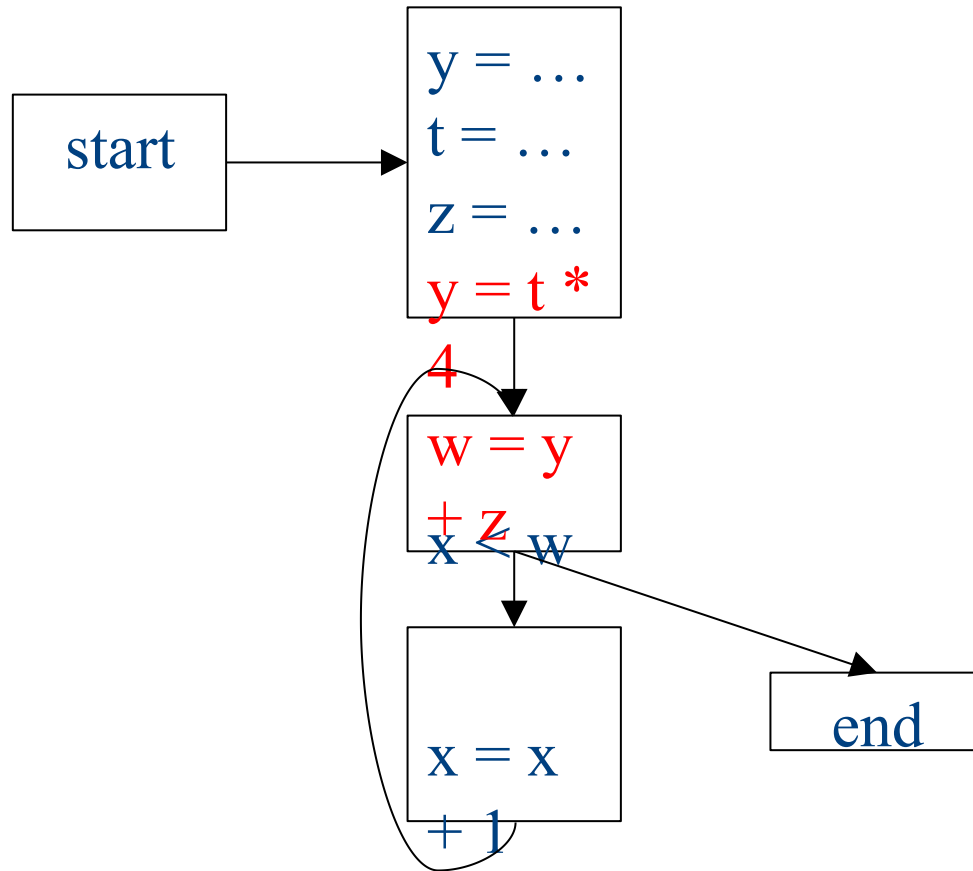 start
y = …
t = …
z = …
y = t *
4
w = y
+ z
x < w
x = x
+ 1
end